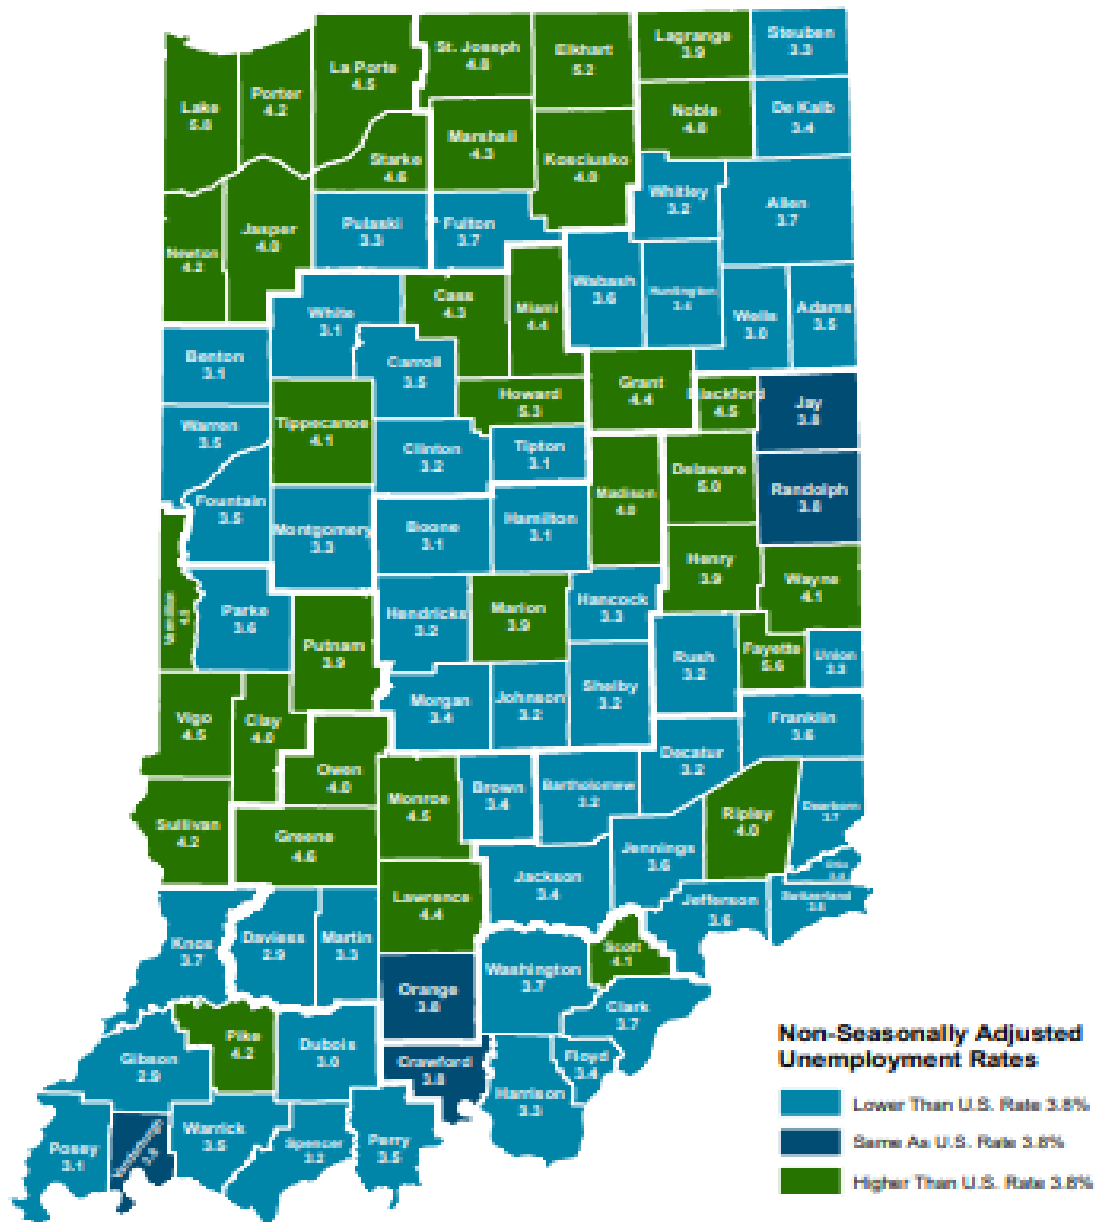 Lagrange
3.9
Steuben
3.3
St. Joseph
4.8
Elkhart
5.2
La Porte
4.5
Lake
5.8
Porter
4.2
Noble
4.8
De Kalb
3.4
Marshall
4.3
Starke
4.6
Kosciusko
4.0
Whitley
3.2
Allen
3.7
Newton
4.2
Jasper
4.0
Pulaski
3.3
Fulton
3.7
White
3.1
Cass
4.3
Miami
4.4
Wabash
3.6
Huntington
3.4
Wells
3.0
Adams
3.5
Benton
3.1
Carroll
3.5
Howard
5.3
Grant
4.4
Blackford
4.5
Jay
3.8
Warren
3.5
Tippecanoe
4.1
Clinton
3.2
Tipton
3.1
Madison
4.0
Delaware
5.0
Randolph
3.8
Fountain
3.5
Montgomery
3.3
Boone
3.1
Hamilton
3.1
Henry
3.9
Wayne
4.1
Parke
3.6
Putnam
3.9
Hendricks
3.2
Marion
3.9
Hancock
3.3
Rush
3.2
Fayette
5.6
Union
3.3
Vigo
4.5
Clay
4.0
Morgan
3.4
Johnson
3.2
Shelby
3.2
Franklin
3.6
Owen
4.0
Decatur
3.2
Sullivan
4.2
Greene
4.6
Monroe
4.5
Brown
3.4
Bartholomew
3.2
Ripley
4.0
Dearborn
3.7
Jennings
3.6
Jackson
3.4
Lawrence
4.4
Jefferson
3.6
Switzerland
Knox
3.7
Daviess
2.9
Martin
3.3
Orange
3.8
Washington
3.7
Scott
4.1
Clark
3.7
Gibson
2.9
Pike
4.2
Dubois
3.0
Crawford
3.8
Floyd
3.4
Harrison
3.3
Posey
3.1
Vanderburgh
Warrick
3.5
Spencer
3.2
Perry
3.5
Non-Seasonally Adjusted
Unemployment Rates
Lower Than U.S. Rate 3.8%
Same As U.S. Rate 3.8%
Higher Than U.S. Rate 3.8%